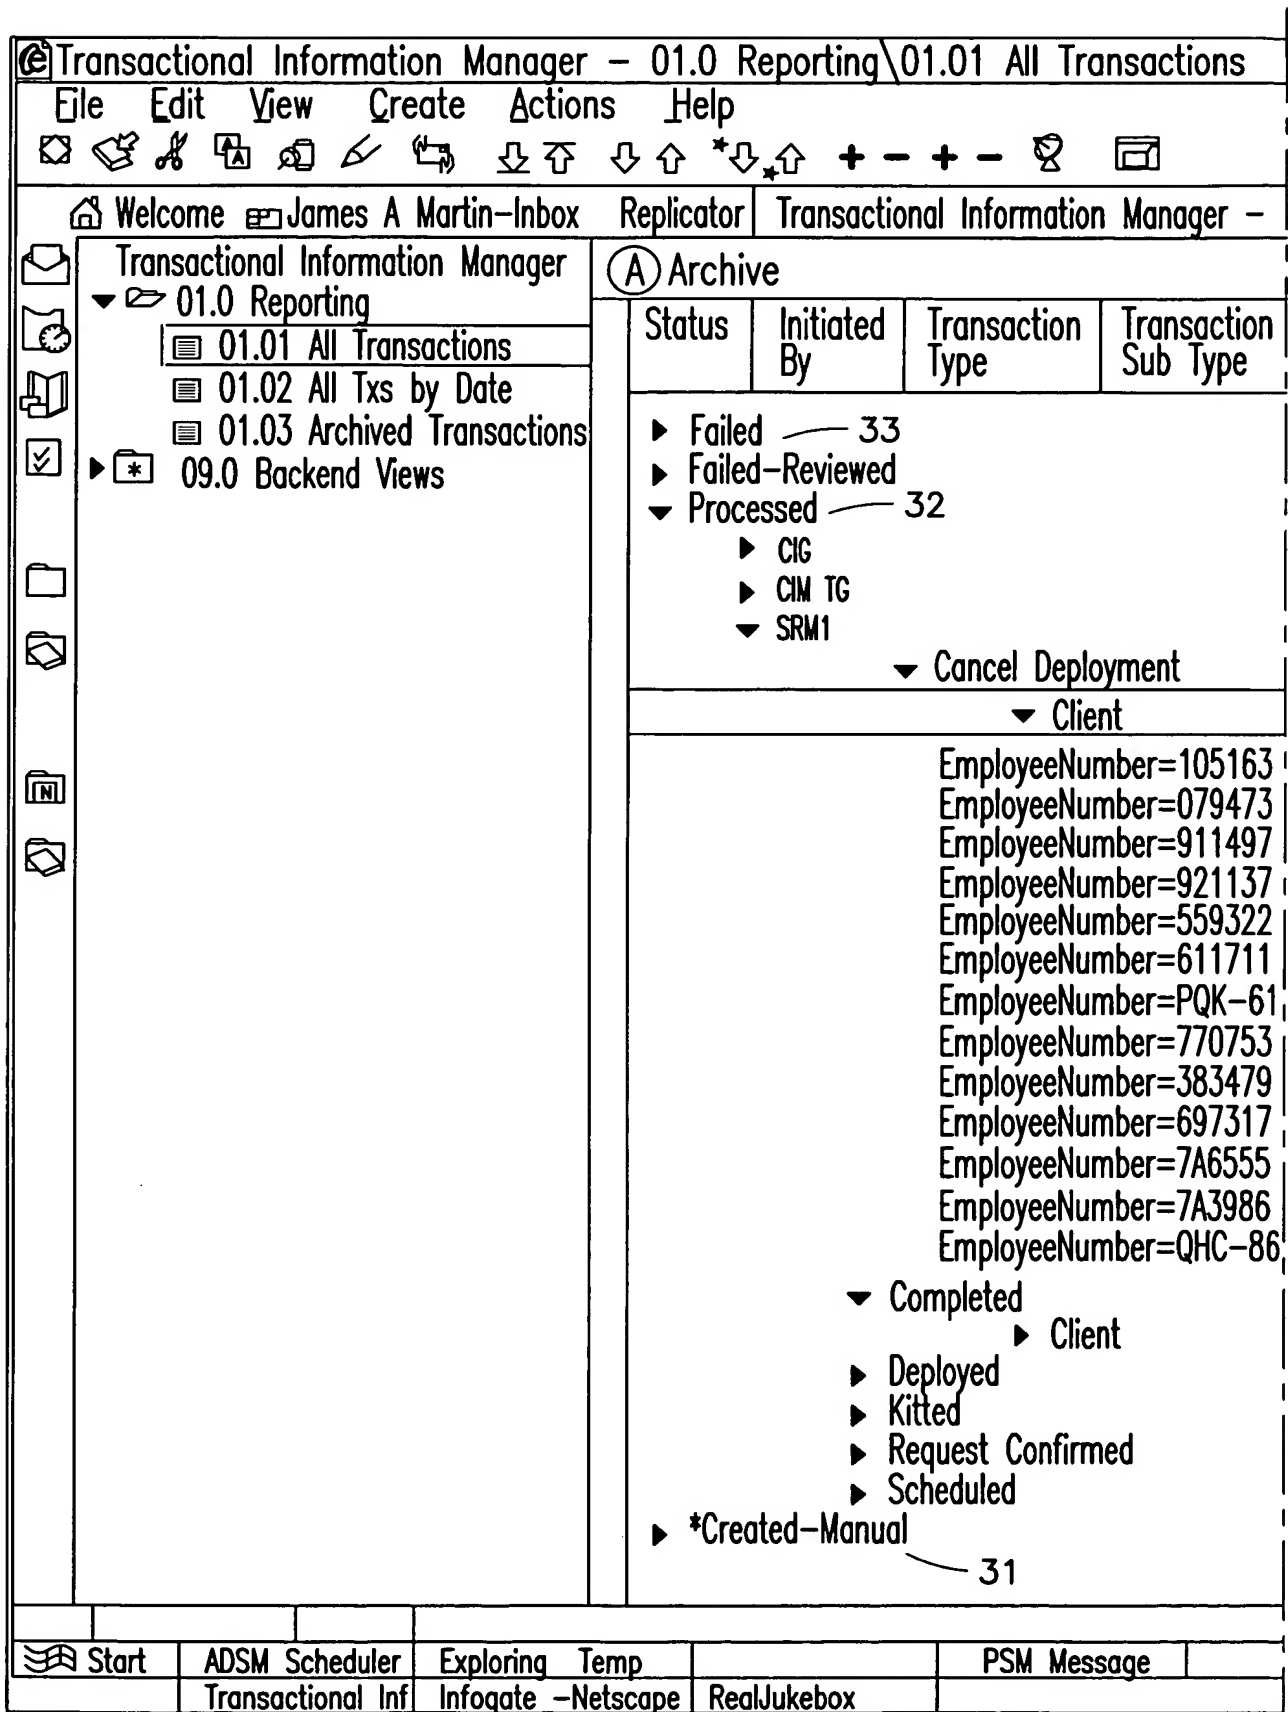 Transactional Information Manager – 01.0 Reporting\01.01 All Transactions
File Edit View Create Actions Help
Welcome James A Martin-Inbox Replicator Transactional Information Manager –
Transactional Information Manager
01.0 Reporting
01.01 All Transactions
01.02 All Txs by Date
01.03 Archived Transactions
09.0 Backend Views
A Archive
Status Initiated By Transaction Type Transaction Sub Type
Failed 33
Failed-Reviewed
Processed 32
CIG
CIM TG
SRM1
Cancel Deployment
Client
EmployeeNumber=105163
EmployeeNumber=079473
EmployeeNumber=911497
EmployeeNumber=921137
EmployeeNumber=559322
EmployeeNumber=611711
EmployeeNumber=PQK-61
EmployeeNumber=770753
EmployeeNumber=383479
EmployeeNumber=697317
EmployeeNumber=7A6555
EmployeeNumber=7A3986
EmployeeNumber=QHC-86
Completed
Client
Deployed
Kitted
Request Confirmed
Scheduled
*Created-Manual
31
Start ADSM Scheduler Exploring Temp PSM Message
Transactional Inf Infogate -Netscape RealJukebox